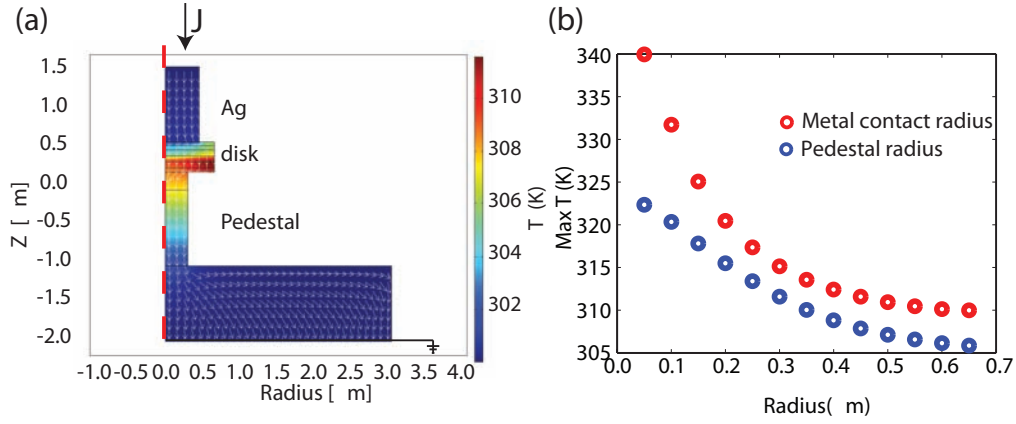 (a)
J
1.5
1.0
0.5
0.0
-0.5
-1.0
-1.5
-2.0
Z [ m]
Ag
disk
Pedestal
-1.0 -0.5 0.0 0.5 1.0 1.5 2.0 2.5 3.0 3.5 4.0
Radius [ m]
310
308
306
304
302
T (K)
(b)
340
335
330
325
320
315
310
305
Max T (K)
Metal contact radius
Pedestal radius
0.0 0.1 0.2 0.3 0.4 0.5 0.6 0.7
Radius( m)